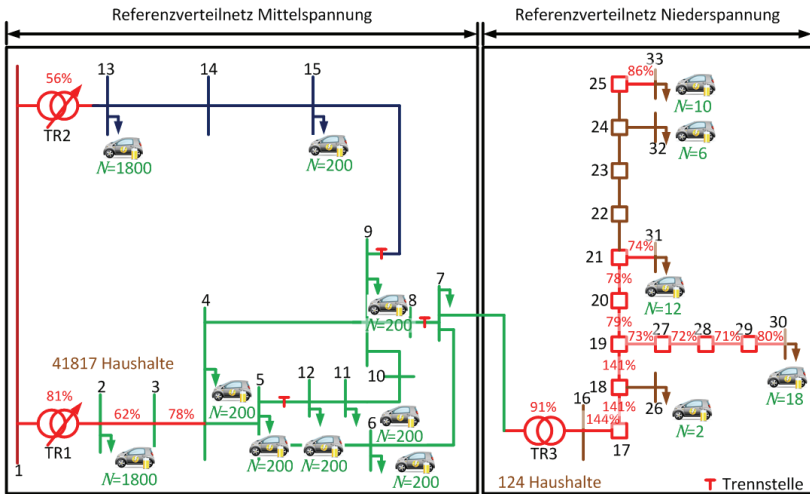 Referenzverteilnetz Mittelspannung
Referenzverteilnetz Niederspannung
56%
TR2
13
14
15
N=1800
N=200
1
41817 Haushalte
81%
TR1
2
62%
3
78%
N=1800
4
N=200
5
12
11
10
9
8
7
N=200
N=200
N=200
N=200
6
N=200
91%
TR3
16
124 Haushalte
144%
17
141%
18
26
N=2
141%
19
73%
27
72%
28
71%
29
80%
30
N=18
79%
20
78%
21
74%
31
N=12
22
23
24
32
N=6
25
86%
33
N=10
Trennstelle